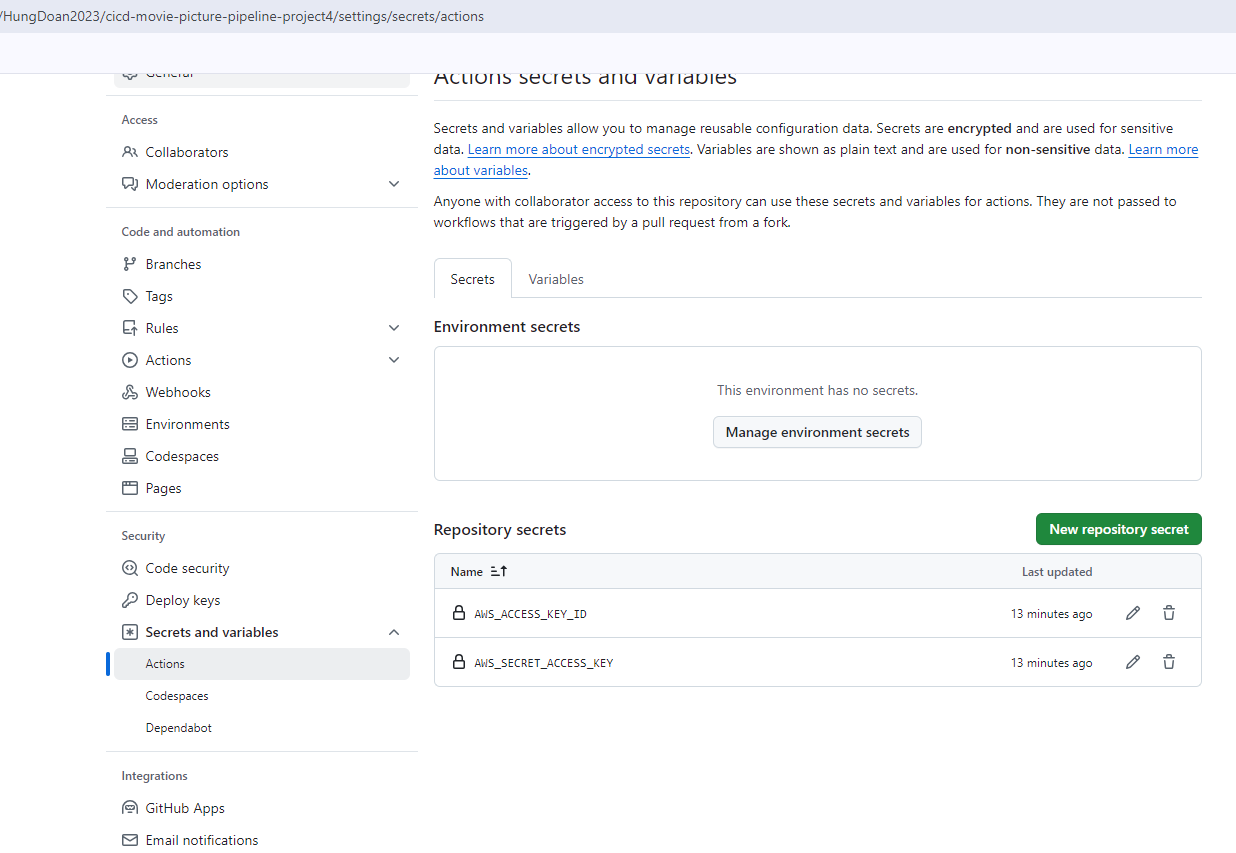 /HungDoan2023/cicd-movie-picture-pipeline-project4/settings/secrets/actions
General
Access
Collaborators
Moderation options
Code and automation
Branches
Tags
Rules
Actions
Webhooks
Environments
Codespaces
Pages
Security
Code security
Deploy keys
Secrets and variables
Actions
Codespaces
Dependabot
Integrations
GitHub Apps
Email notifications
Actions secrets and variables
Secrets and variables allow you to manage reusable configuration data. Secrets are encrypted and are used for sensitive
data. Learn more about encrypted secrets. Variables are shown as plain text and are used for non-sensitive data. Learn more
about variables.
Anyone with collaborator access to this repository can use these secrets and variables for actions. They are not passed to
workflows that are triggered by a pull request from a fork.
Secrets Variables
Environment secrets
This environment has no secrets.
Manage environment secrets
Repository secrets New repository secret
Name Last updated
AWS_ACCESS_KEY_ID 13 minutes ago
AWS_SECRET_ACCESS_KEY 13 minutes ago